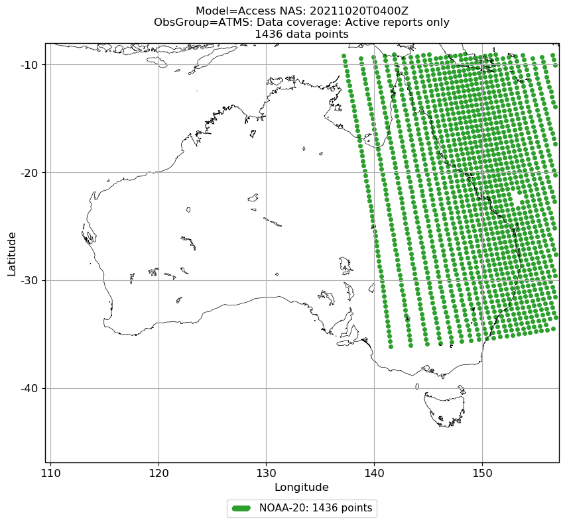 Model=Access NAS: 20211020T0400Z
ObsGroup=ATMS: Data coverage: Active reports only
1436 data points
-10
-20
-30
-40
Latitude
110
120
130
140
150
Longitude
NOAA-20: 1436 points